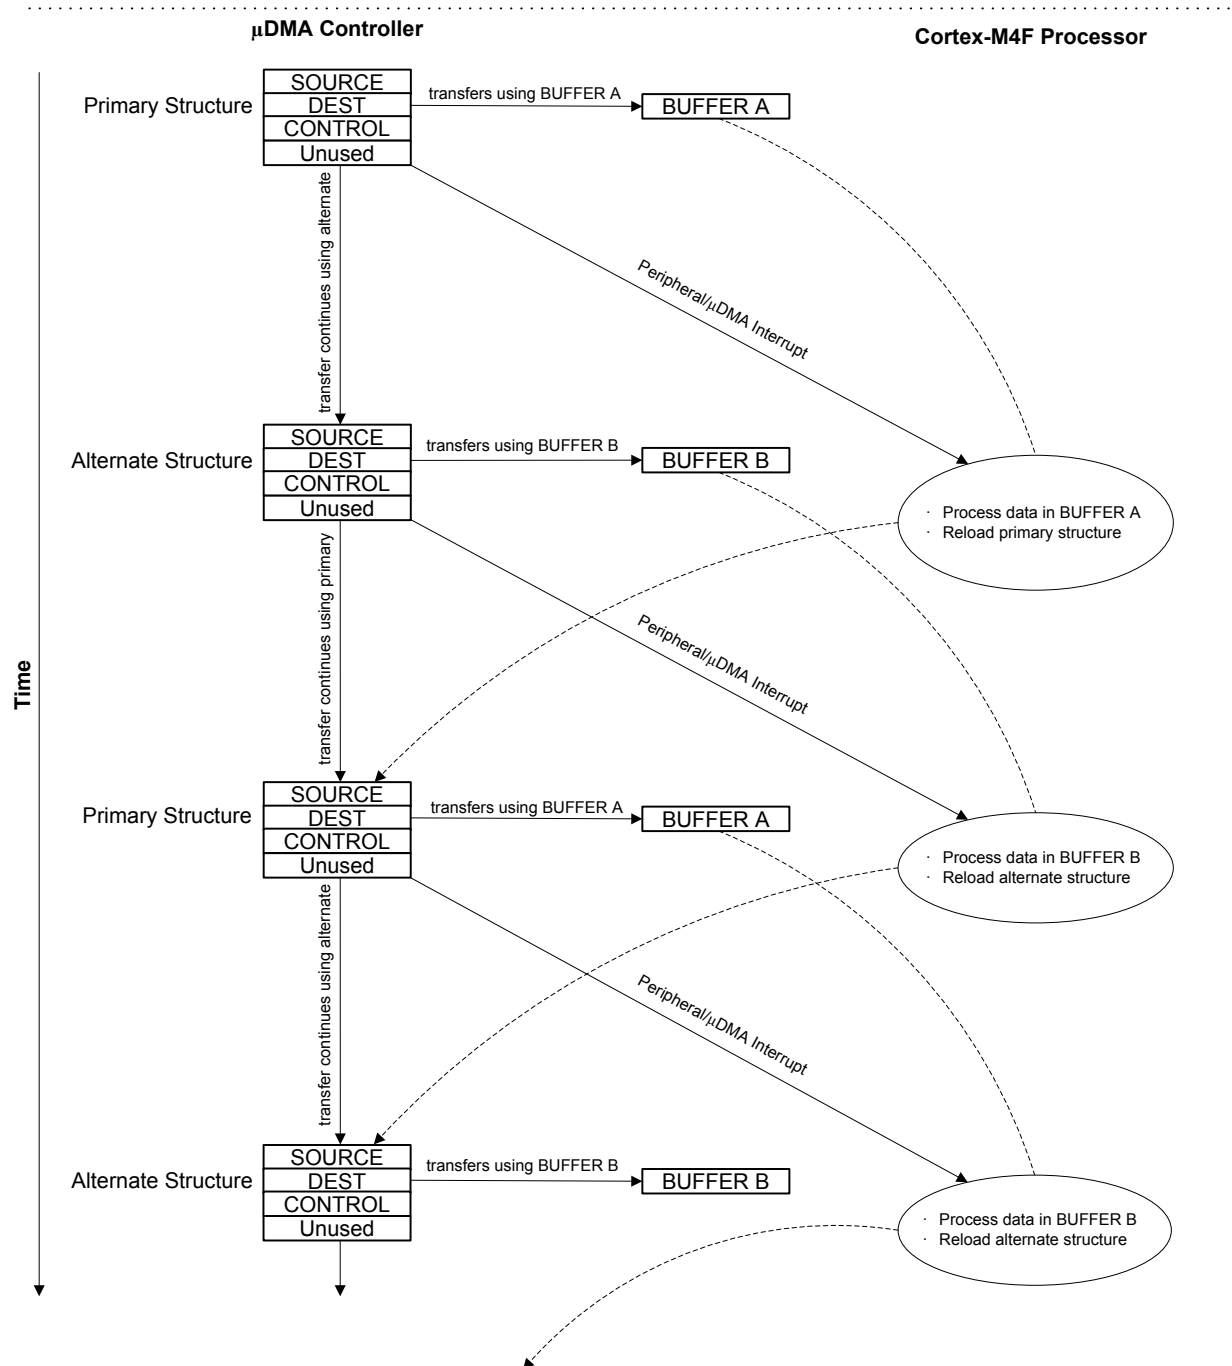 μDMA Controller
Cortex-M4F Processor
SOURCE
transfers using BUFFER A
Primary Structure
DEST
BUFFER A
CONTROL
Unused
transfer continues using alternate
Peripheral/μDMA Interrupt
SOURCE
transfers using BUFFER B
Alternate Structure
DEST
BUFFER B
CONTROL
Unused
· Process data in BUFFER A
· Reload primary structure
transfer continues using primary
Peripheral/μDMA Interrupt
Time
SOURCE
transfers using BUFFER A
Primary Structure
DEST
BUFFER A
CONTROL
Unused
· Process data in BUFFER B
· Reload alternate structure
transfer continues using alternate
Peripheral/μDMA Interrupt
SOURCE
transfers using BUFFER B
Alternate Structure
DEST
BUFFER B
CONTROL
Unused
· Process data in BUFFER B
· Reload alternate structure